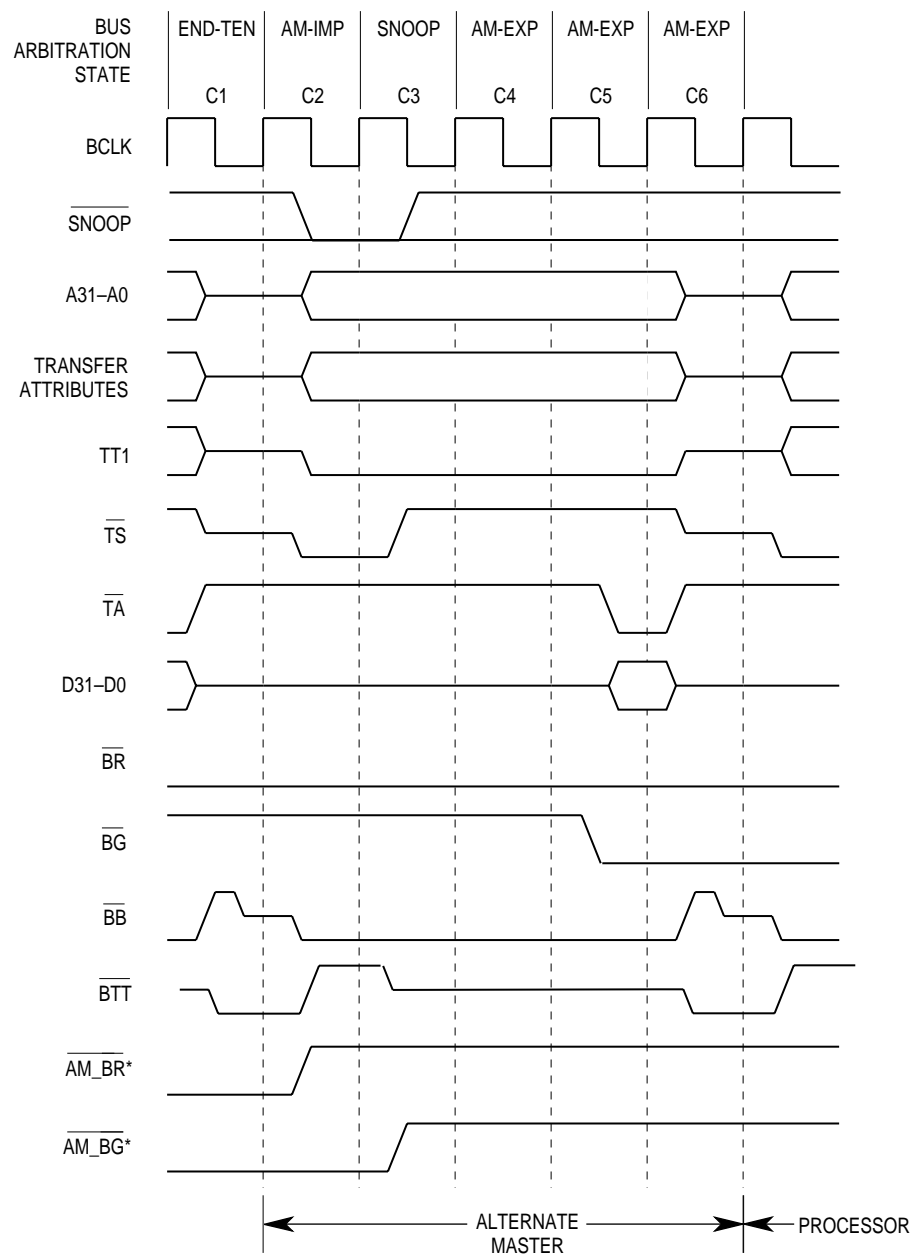 BUS
ARBITRATION
STATE
END-TEN AM-IMP SNOOP AM-EXP AM-EXP AM-EXP
C1 C2 C3 C4 C5 C6
BCLK
SNOOP
A31–A0
TRANSFER
ATTRIBUTES
TT1
TS
TA
D31–D0
BR
BG
BB
BTT
AM_BR*
AM_BG*
ALTERNATE
MASTER
PROCESSOR